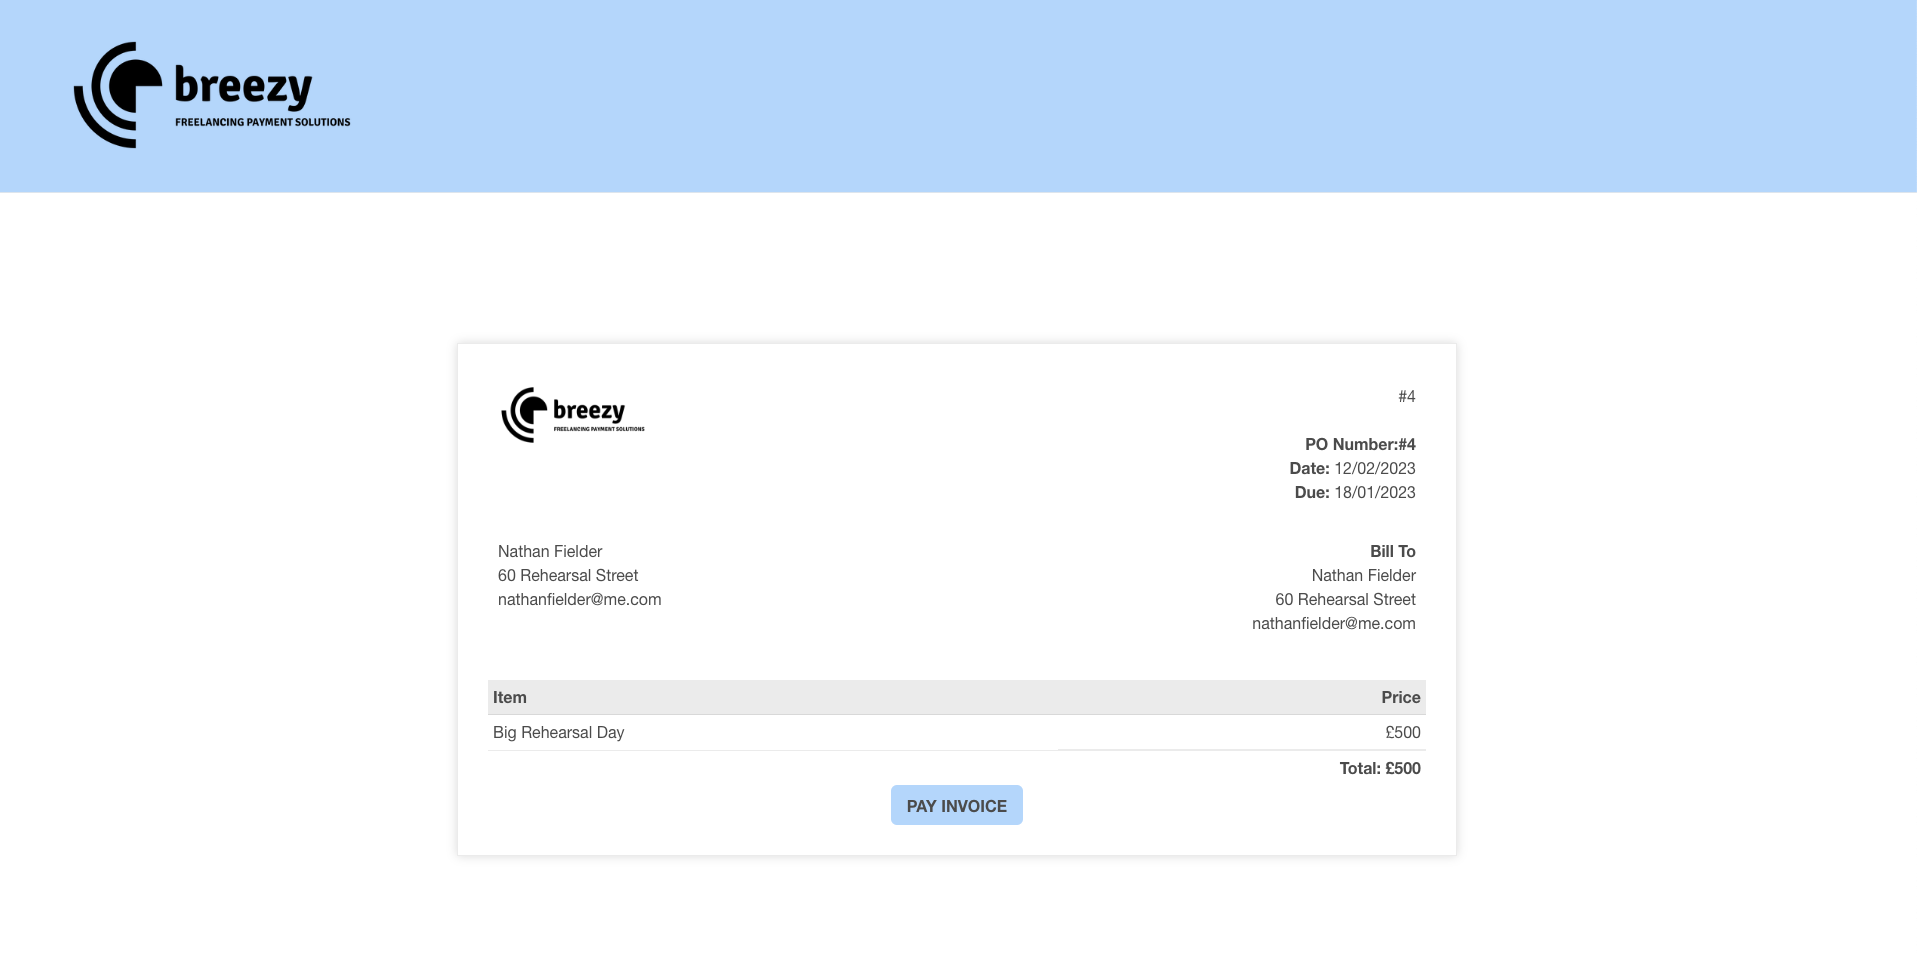 breezy
FREELANCING PAYMENT SOLUTIONS
breezy
FREELANCING PAYMENT SOLUTIONS
#4
PO Number:#4
Date: 12/02/2023
Due: 18/01/2023
Nathan Fielder
60 Rehearsal Street
nathanfielder@me.com
Bill To
Nathan Fielder
60 Rehearsal Street
nathanfielder@me.com
Item Price
Big Rehearsal Day £500
Total: £500
PAY INVOICE